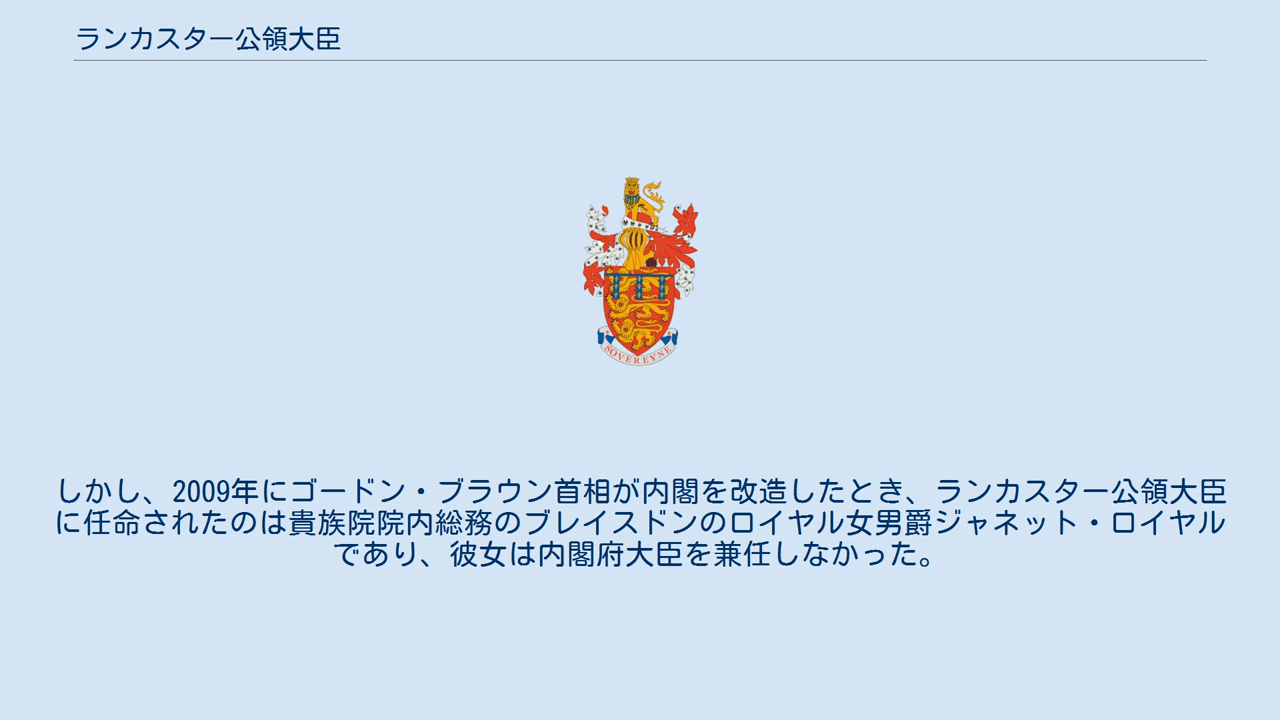 ランカスター公領大臣
SOVEREYNE
しかし、2009年にゴードン・ブラウン首相が内閣を改造したとき、ランカスター公領大臣
に任命されたのは貴族院院内総務のブレイスドンのロイヤル女男爵ジャネット・ロイヤル
であり、彼女は内閣府大臣を兼任しなかった。